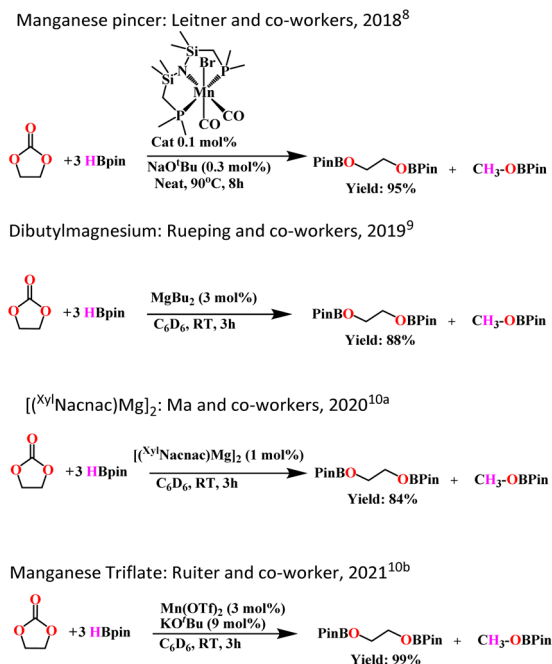 Manganese pincer: Leitner and co-workers, 2018⁸
Si
Si
Br
N
P
Mn
P
CO
CO
O
O O
+3 HBpin
Cat 0.1 mol%
NaOᵗBu (0.3 mol%)
Neat, 90°C, 8h
PinBO
OBPin
+ CH₃-OBPin
Yield: 95%
Dibutylmagnesium: Rueping and co-workers, 2019⁹
O
O O
+3 HBpin
MgBu₂ (3 mol%)
C₆D₆, RT, 3h
PinBO
OBPin
+ CH₃-OBPin
Yield: 88%
[(ˣʸˡNacnac)Mg]₂: Ma and co-workers, 2020¹⁰ᵃ
O
O O
+3 HBpin
[(ˣʸˡNacnac)Mg]₂ (1 mol%)
C₆D₆, RT, 3h
PinBO
OBPin
+ CH₃-OBPin
Yield: 84%
Manganese Triflate: Ruiter and co-worker, 2021¹⁰ᵇ
O
O O
+3 HBpin
Mn(OTf)₂ (3 mol%)
KOᵗBu (9 mol%)
C₆D₆, RT, 3h
PinBO
OBPin
+ CH₃-OBPin
Yield: 99%